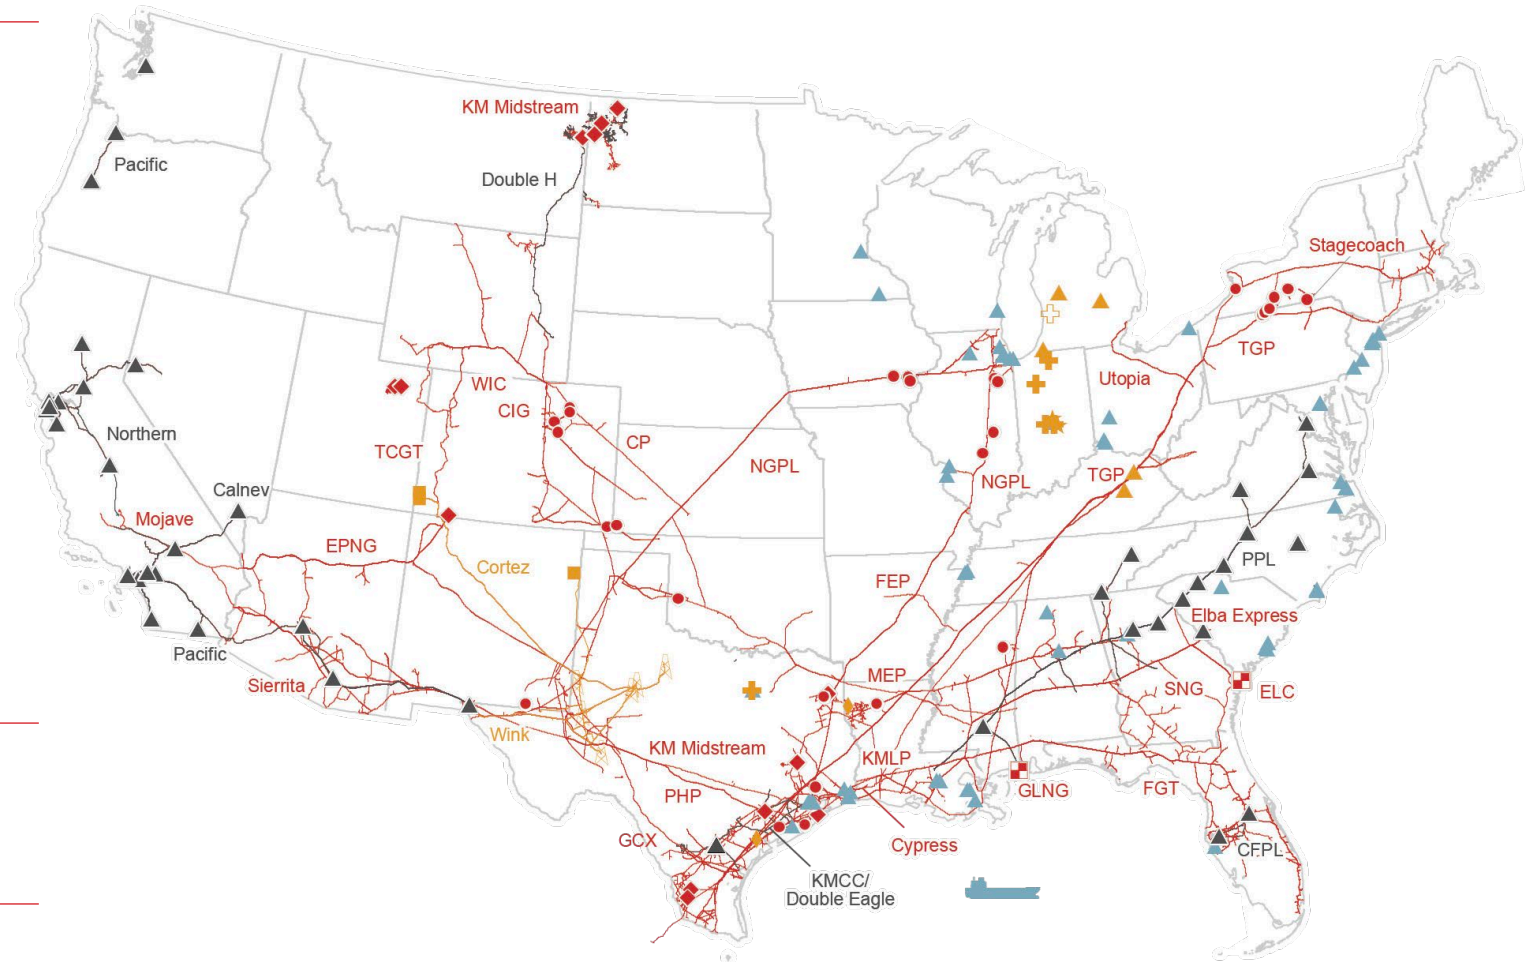 KM Midstream
Pacific
Double H
Stagecoach
TGP
WIC
Utopia
CIG
Northern
TCGT
CP
NGPL
NGPL
TGP
Calnev
Mojave
EPNG
Cortez
FEP
PPL
Elba Express
Pacific
Sierrita
MEP
SNG
ELC
Wink
KM Midstream
KMLP
GLNG
FGT
PHP
GCX
Cypress
CFPL
KMCC/
Double Eagle